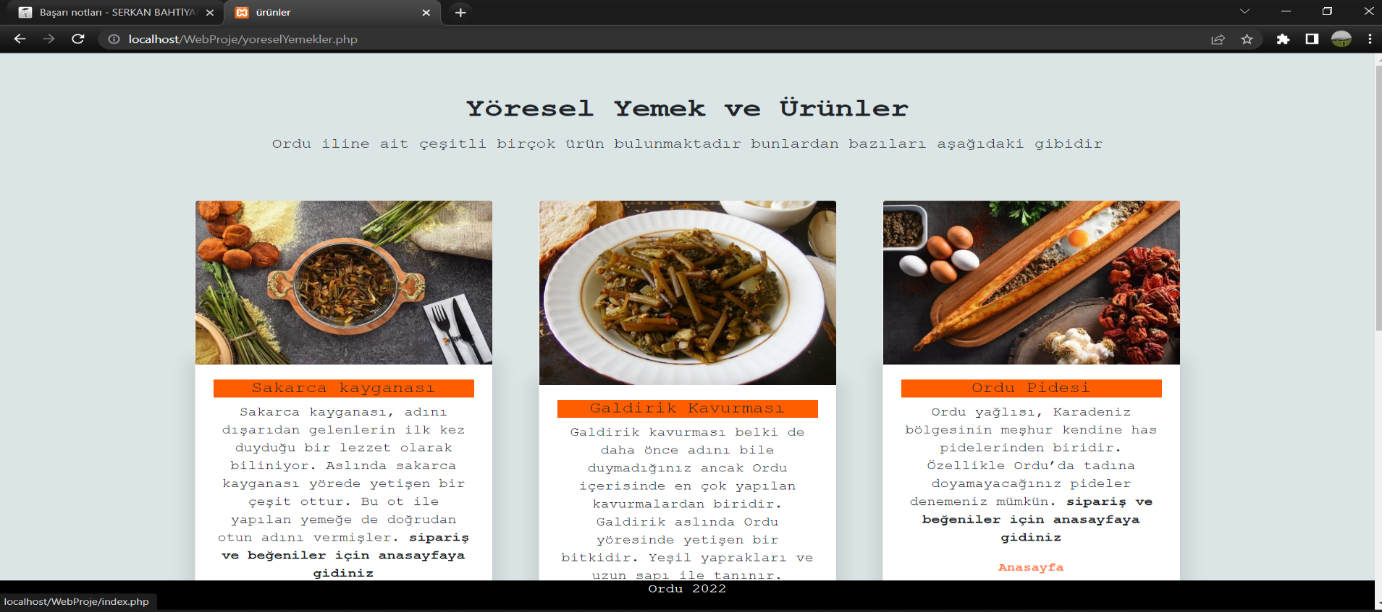 Başarı notları - SERKAN BAHTİYA
ürünler
localhost/WebProje/yoreselYemekler.php
Yöresel Yemek ve Ürünler
Ordu iline ait çeşitli birçok ürün bulunmaktadır bunlardan bazıları aşağıdaki gibidir
Sakarca kayganası
Sakarca kayganası, adını
dışarıdan gelenlerin ilk kez
duyduğu bir lezzet olarak
biliniyor. Aslında sakarca
kayganası yörede yetişen bir
çeşit ottur. Bu ot ile
yapılan yemeğe de doğrudan
otun adını vermişler. sipariş
ve beğeniler için anasayfaya
gidiniz
Galdirik Kavurması
Galdirik kavurması belki de
daha önce adını bile
duymadığınız ancak Ordu
içerisinde en çok yapılan
kavurmalardan biridir.
Galdirik aslında Ordu
yöresinde yetişen bir
bitkidir. Yeşil yaprakları ve
uzun sapı ile tanınır.
Ordu Pidesi
Ordu yağlısı, Karadeniz
bölgesinin meşhur kendine has
pidelerinden biridir.
Özellikle Ordu’da tadına
doyamayacağınız pideler
denemeniz mümkün. sipariş ve
beğeniler için anasayfaya
gidiniz
Anasayfa
Ordu 2022
localhost/WebProje/index.php